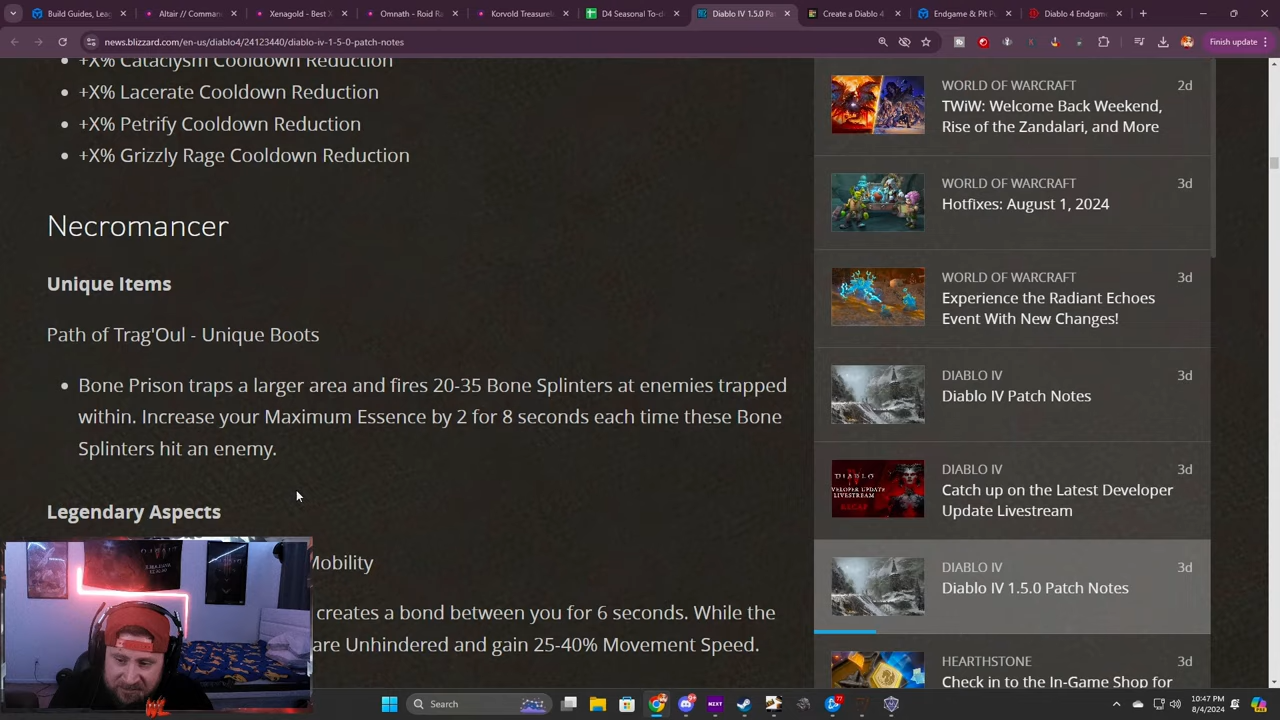 Build Guides, Leag
Altair // Comman
Xenagold - Best X
Omnath - Roid Ra
Korvold Treasurel
D4 Seasonal To-d
Diablo IV 1.5.0 Pa
Create a Diablo 4
Endgame & Pit Pu
Diablo 4 Endgam
news.blizzard.com/en-us/diablo4/24123440/diablo-iv-1-5-0-patch-notes
Finish update
+X% Cataclysm Cooldown Reduction
+X% Lacerate Cooldown Reduction
+X% Petrify Cooldown Reduction
+X% Grizzly Rage Cooldown Reduction
Necromancer
Unique Items
Path of Trag'Oul - Unique Boots
Bone Prison traps a larger area and fires 20-35 Bone Splinters at enemies trapped
within. Increase your Maximum Essence by 2 for 8 seconds each time these Bone
Splinters hit an enemy.
Legendary Aspects
Mobility
creates a bond between you for 6 seconds. While the
are Unhindered and gain 25-40% Movement Speed.
WORLD OF WARCRAFT 2d
TWiW: Welcome Back Weekend,
Rise of the Zandalari, and More
WORLD OF WARCRAFT 3d
Hotfixes: August 1, 2024
WORLD OF WARCRAFT 3d
Experience the Radiant Echoes
Event With New Changes!
DIABLO IV 3d
Diablo IV Patch Notes
DIABLO IV 3d
Catch up on the Latest Developer
Update Livestream
DIABLO IV 3d
Diablo IV 1.5.0 Patch Notes
HEARTHSTONE 3d
Check in to the In-Game Shop for
Search
10:47 PM
8/4/2024